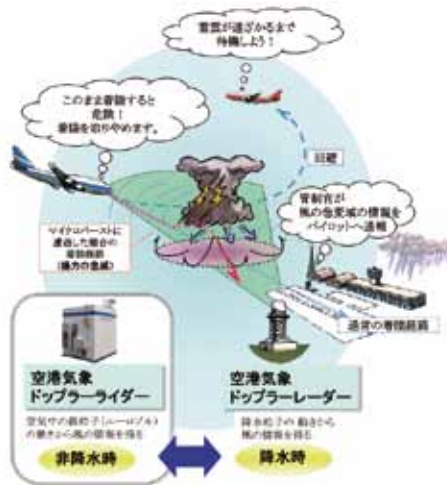 雷雲が遠ざかるまで
待機しよう！
このまま着陸すると
危険！
着陸を取りやめます。
回避
管制官が
風の急変域の情報を
パイロットへ通報
マイクロバーストに
遭遇した場合の
着陸経路
(揚力の急減)
通常の着陸経路
空港気象
ドップラーライダー
空気中の微粒子(エーロゾル)
の動きから風の情報を得る
非降水時
空港気象
ドップラーレーダー
降水粒子の動きから
風の情報を得る
降水時